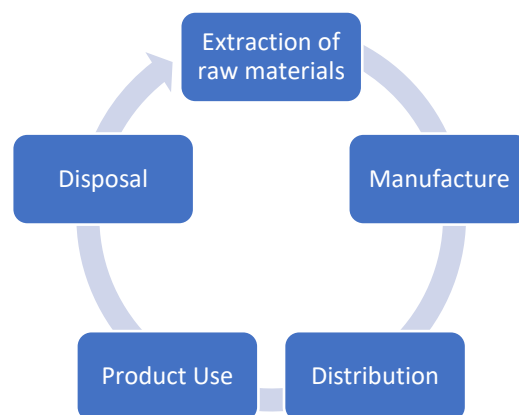 Extraction of
raw materials
Manufacture
Distribution
Product Use
Disposal